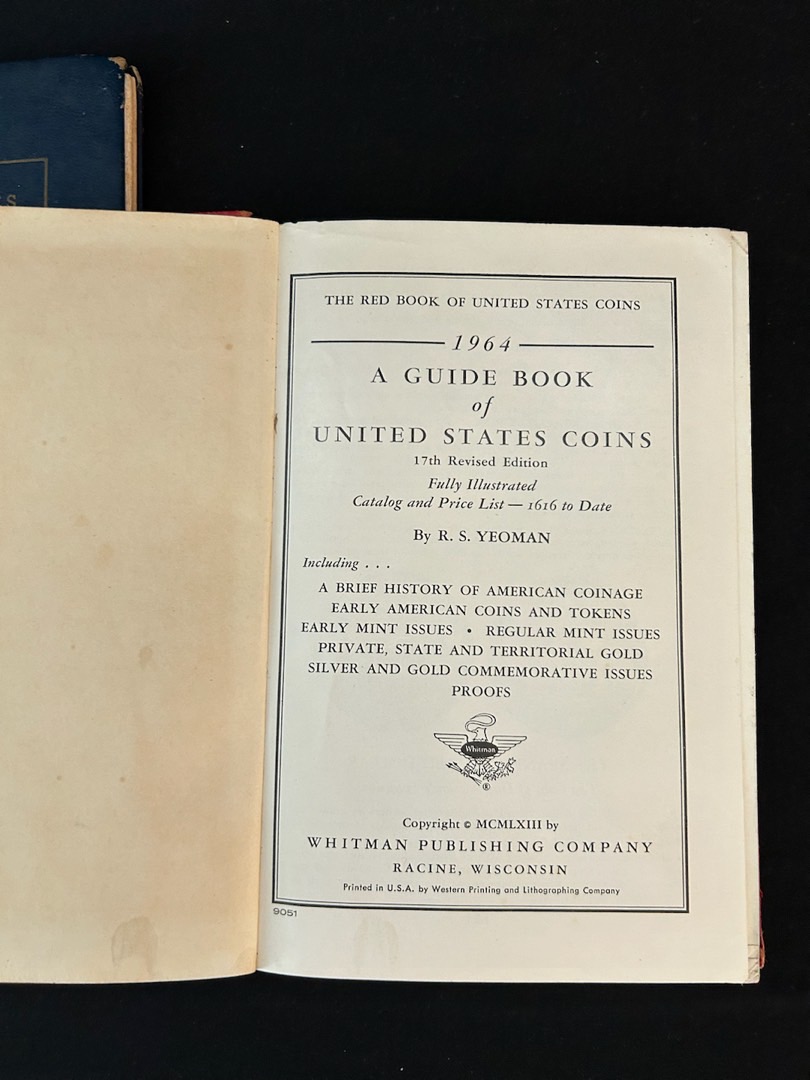 S
THE RED BOOK OF UNITED STATES COINS
1964
A GUIDE BOOK
of
UNITED STATES COINS
17th Revised Edition
Fully Illustrated
Catalog and Price List — 1616 to Date
By R. S. YEOMAN
Including . . .
A BRIEF HISTORY OF AMERICAN COINAGE
EARLY AMERICAN COINS AND TOKENS
EARLY MINT ISSUES • REGULAR MINT ISSUES
PRIVATE, STATE AND TERRITORIAL GOLD
SILVER AND GOLD COMMEMORATIVE ISSUES
PROOFS
Whitman
®
Copyright © MCMLXIII by
WHITMAN PUBLISHING COMPANY
RACINE, WISCONSIN
Printed in U.S.A. by Western Printing and Lithographing Company
9051